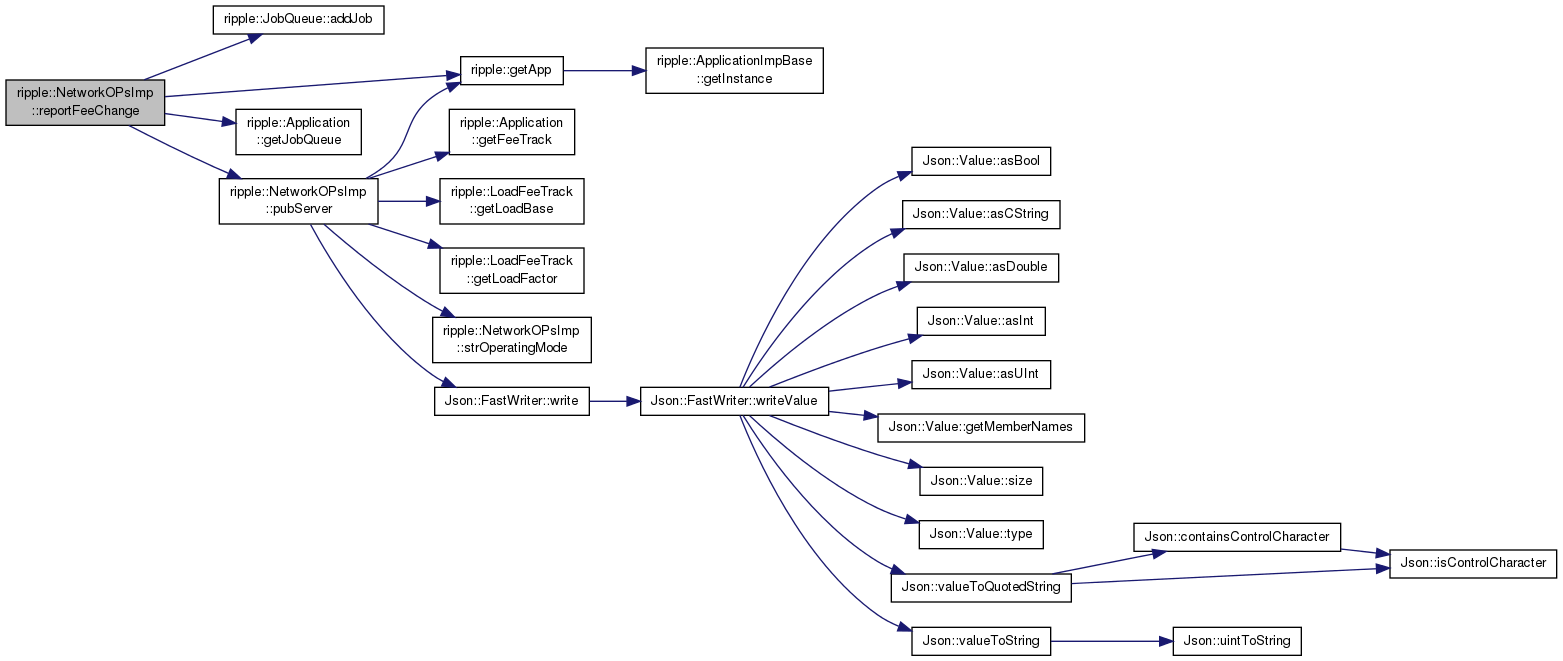 ripple::JobQueue::addJob
ripple::NetworkOPsImp
::reportFeeChange
ripple::getApp
ripple::ApplicationImpBase
::getInstance
ripple::Application
::getJobQueue
ripple::Application
::getFeeTrack
ripple::NetworkOPsImp
::pubServer
ripple::LoadFeeTrack
::getLoadBase
ripple::LoadFeeTrack
::getLoadFactor
ripple::NetworkOPsImp
::strOperatingMode
Json::FastWriter::write
Json::FastWriter::writeValue
Json::Value::asBool
Json::Value::asCString
Json::Value::asDouble
Json::Value::asInt
Json::Value::asUInt
Json::Value::getMemberNames
Json::Value::size
Json::Value::type
Json::valueToQuotedString
Json::containsControlCharacter
Json::isControlCharacter
Json::valueToString
Json::uintToString